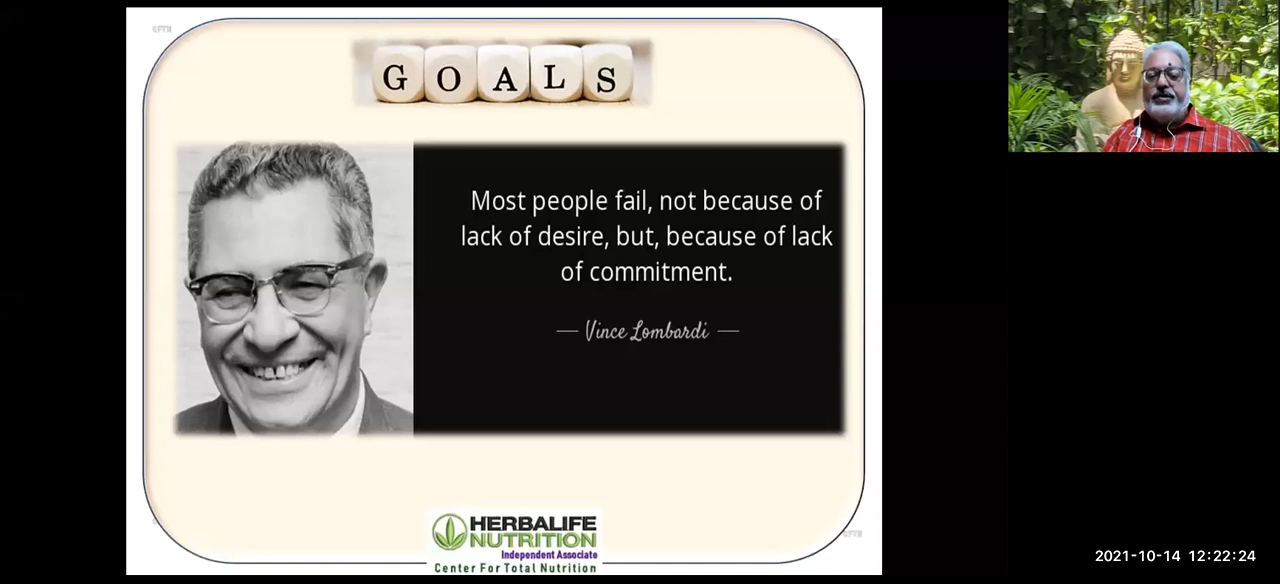 GOALS
Most people fail, not because of
lack of desire, but, because of lack
of commitment.
— Vince Lombardi —
HERBALIFE
NUTRITION
Independent Associate
Center For Total Nutrition
2021-10-14 12:22:24